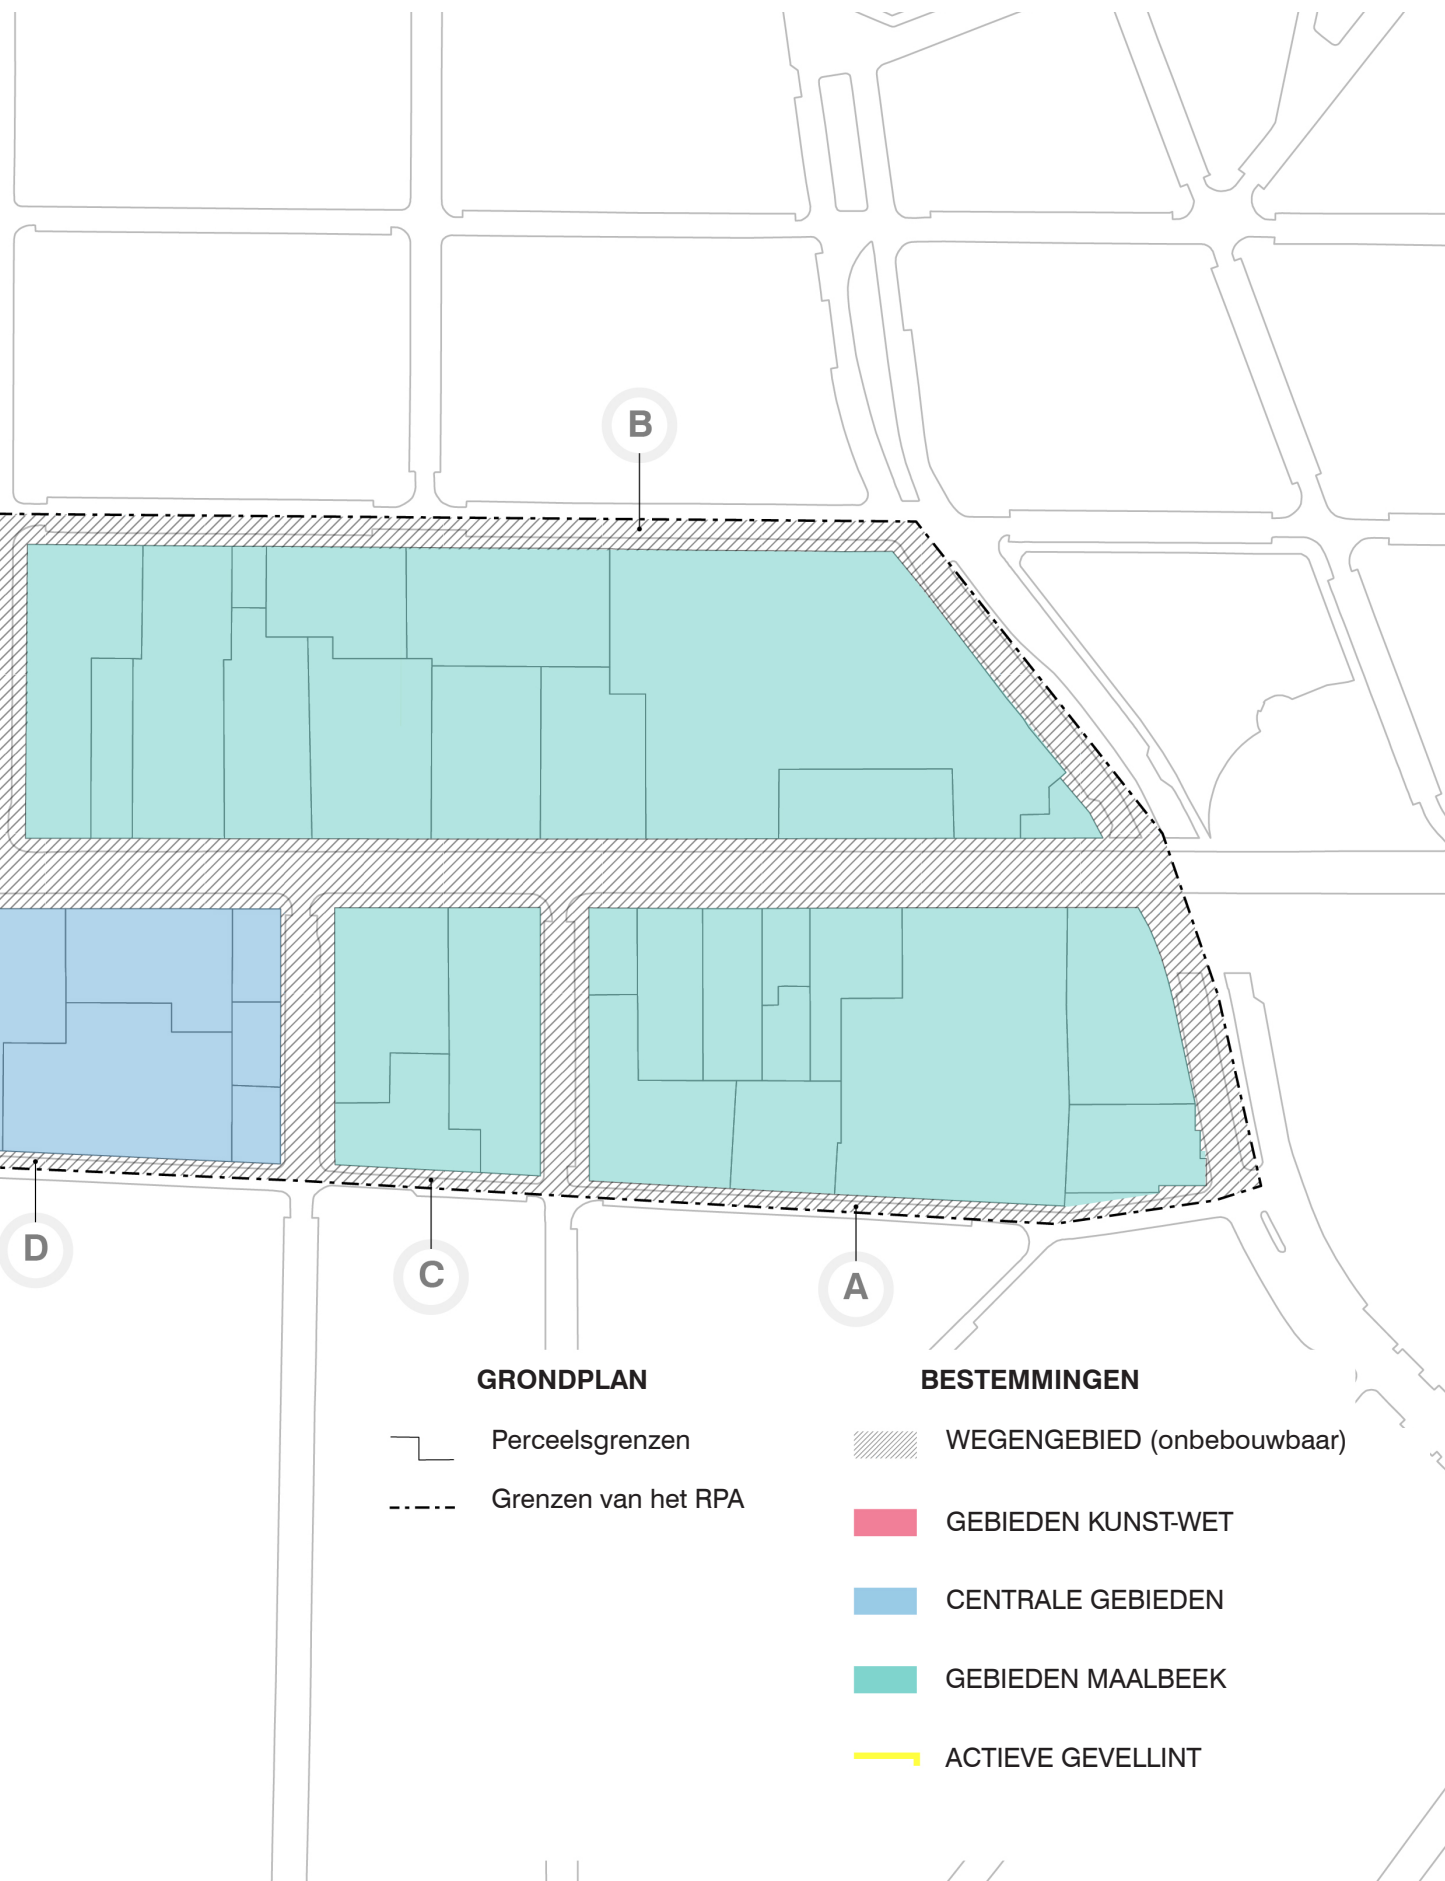 B
D
C
A
GRONDPLAN
Perceelsgrenzen
Grenzen van het RPA
BESTEMMINGEN
WEGENGEBIED (onbebouwbaar)
GEBIEDEN KUNST-WET
CENTRALE GEBIEDEN
GEBIEDEN MAALBEEK
ACTIEVE GEVELLINT